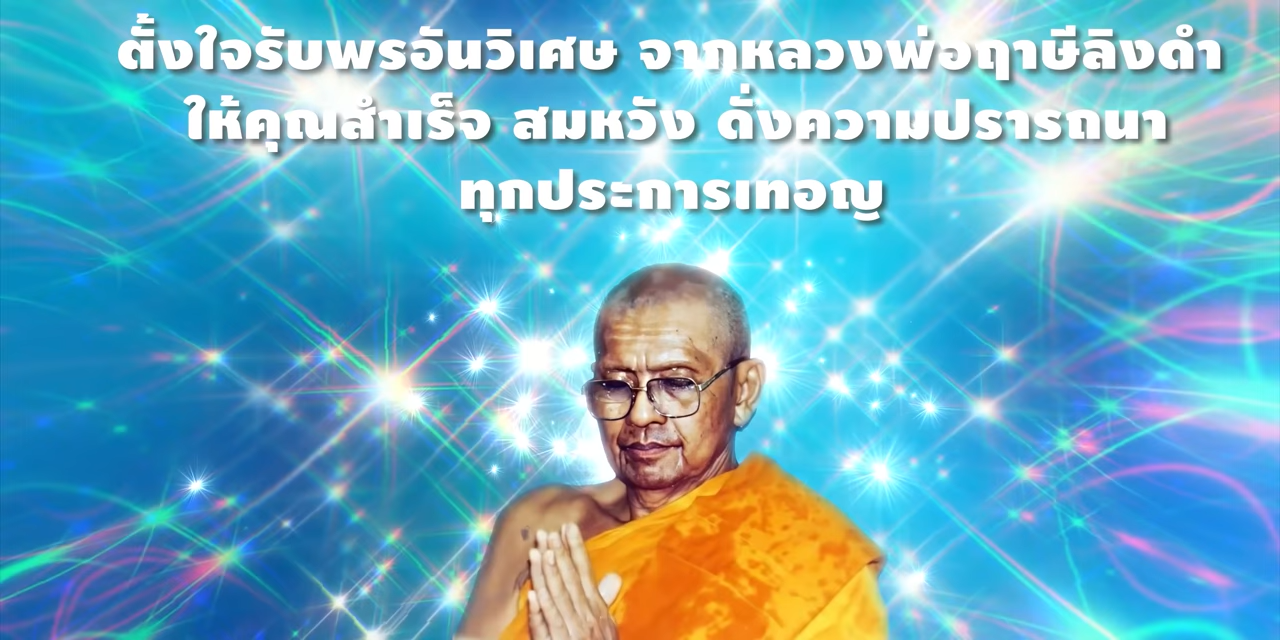 ตั้งใจรับพรอันวิเศษ จากหลวงพ่อฤาษีลิงดำ
ให้คุณสำเร็จ สมหวัง ดั่งความปรารถนา
ทุกประการเทอญ